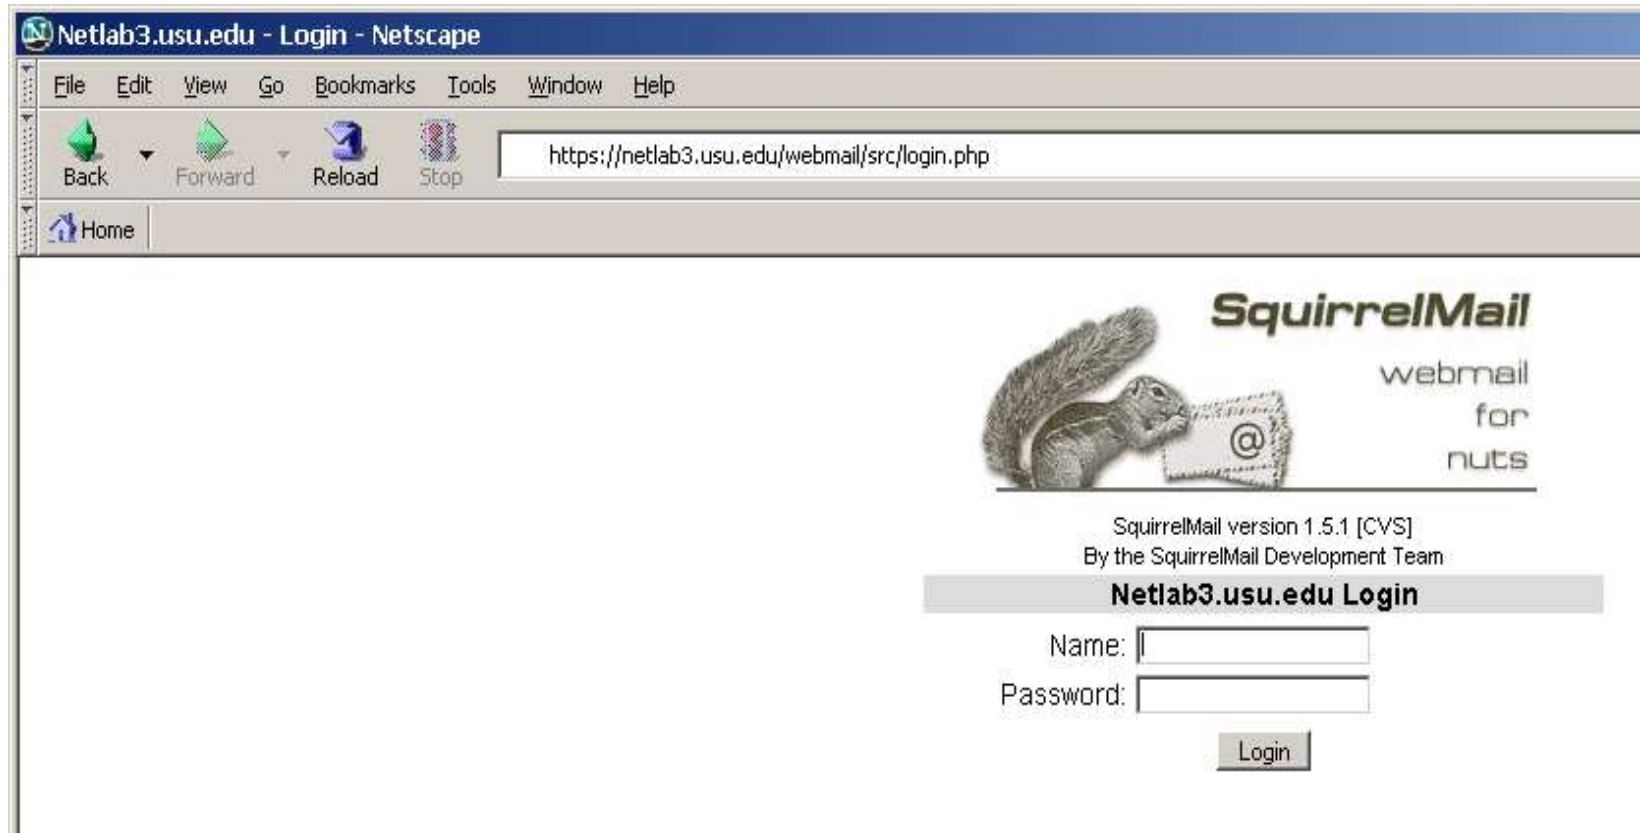 Netlab3.usu.edu - Login - Netscape
File Edit View Go Bookmarks Tools Window Help
Back Forward Reload Stop https://netlab3.usu.edu/webmail/src/login.php
Home
SquirrelMail
webmail
for
nuts
@
SquirrelMail version 1.5.1 [CVS]
By the SquirrelMail Development Team
Netlab3.usu.edu Login
Name:
Password:
Login